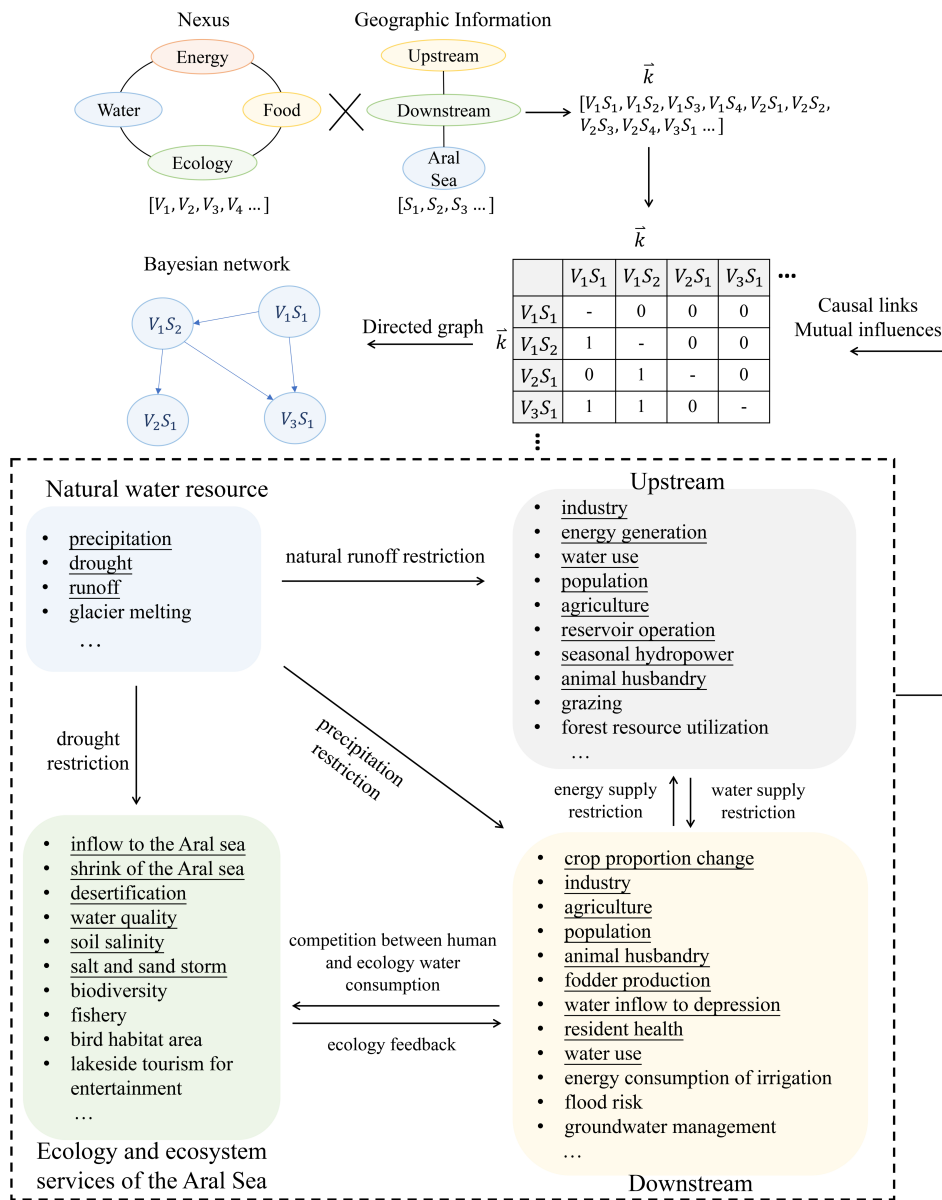 Nexus
Geographic Information
Energy
Water
Food
Ecology
[V₁, V₂, V₃, V₄ ...]
Upstream
Downstream
Aral
Sea
[S₁, S₂, S₃ ...]
k⃗
[V₁S₁, V₁S₂, V₁S₃, V₁S₄, V₂S₁, V₂S₂,
V₂S₃, V₂S₄, V₃S₁ ...]
Bayesian network
V₁S₂
V₁S₁
V₂S₁
V₃S₁
Directed graph
k⃗
k⃗
V₁S₁ V₁S₂ V₂S₁ V₃S₁ ...
V₁S₁ - 0 0 0
V₁S₂ 1 - 0 0
V₂S₁ 0 1 - 0
V₃S₁ 1 1 0 -
⋮
Causal links
Mutual influences
Natural water resource
• precipitation
• drought
• runoff
• glacier melting
...
natural runoff restriction
Upstream
• industry
• energy generation
• water use
• population
• agriculture
• reservoir operation
• seasonal hydropower
• animal husbandry
• grazing
• forest resource utilization
...
drought
restriction
precipitation
restriction
energy supply
restriction
water supply
restriction
• inflow to the Aral sea
• shrink of the Aral sea
• desertification
• water quality
• soil salinity
• salt and sand storm
• biodiversity
• fishery
• bird habitat area
• lakeside tourism for
entertainment
...
Ecology and ecosystem
services of the Aral Sea
competition between human
and ecology water
consumption
ecology feedback
• crop proportion change
• industry
• agriculture
• population
• animal husbandry
• fodder production
• water inflow to depression
• resident health
• water use
• energy consumption of irrigation
• flood risk
• groundwater management
...
Downstream